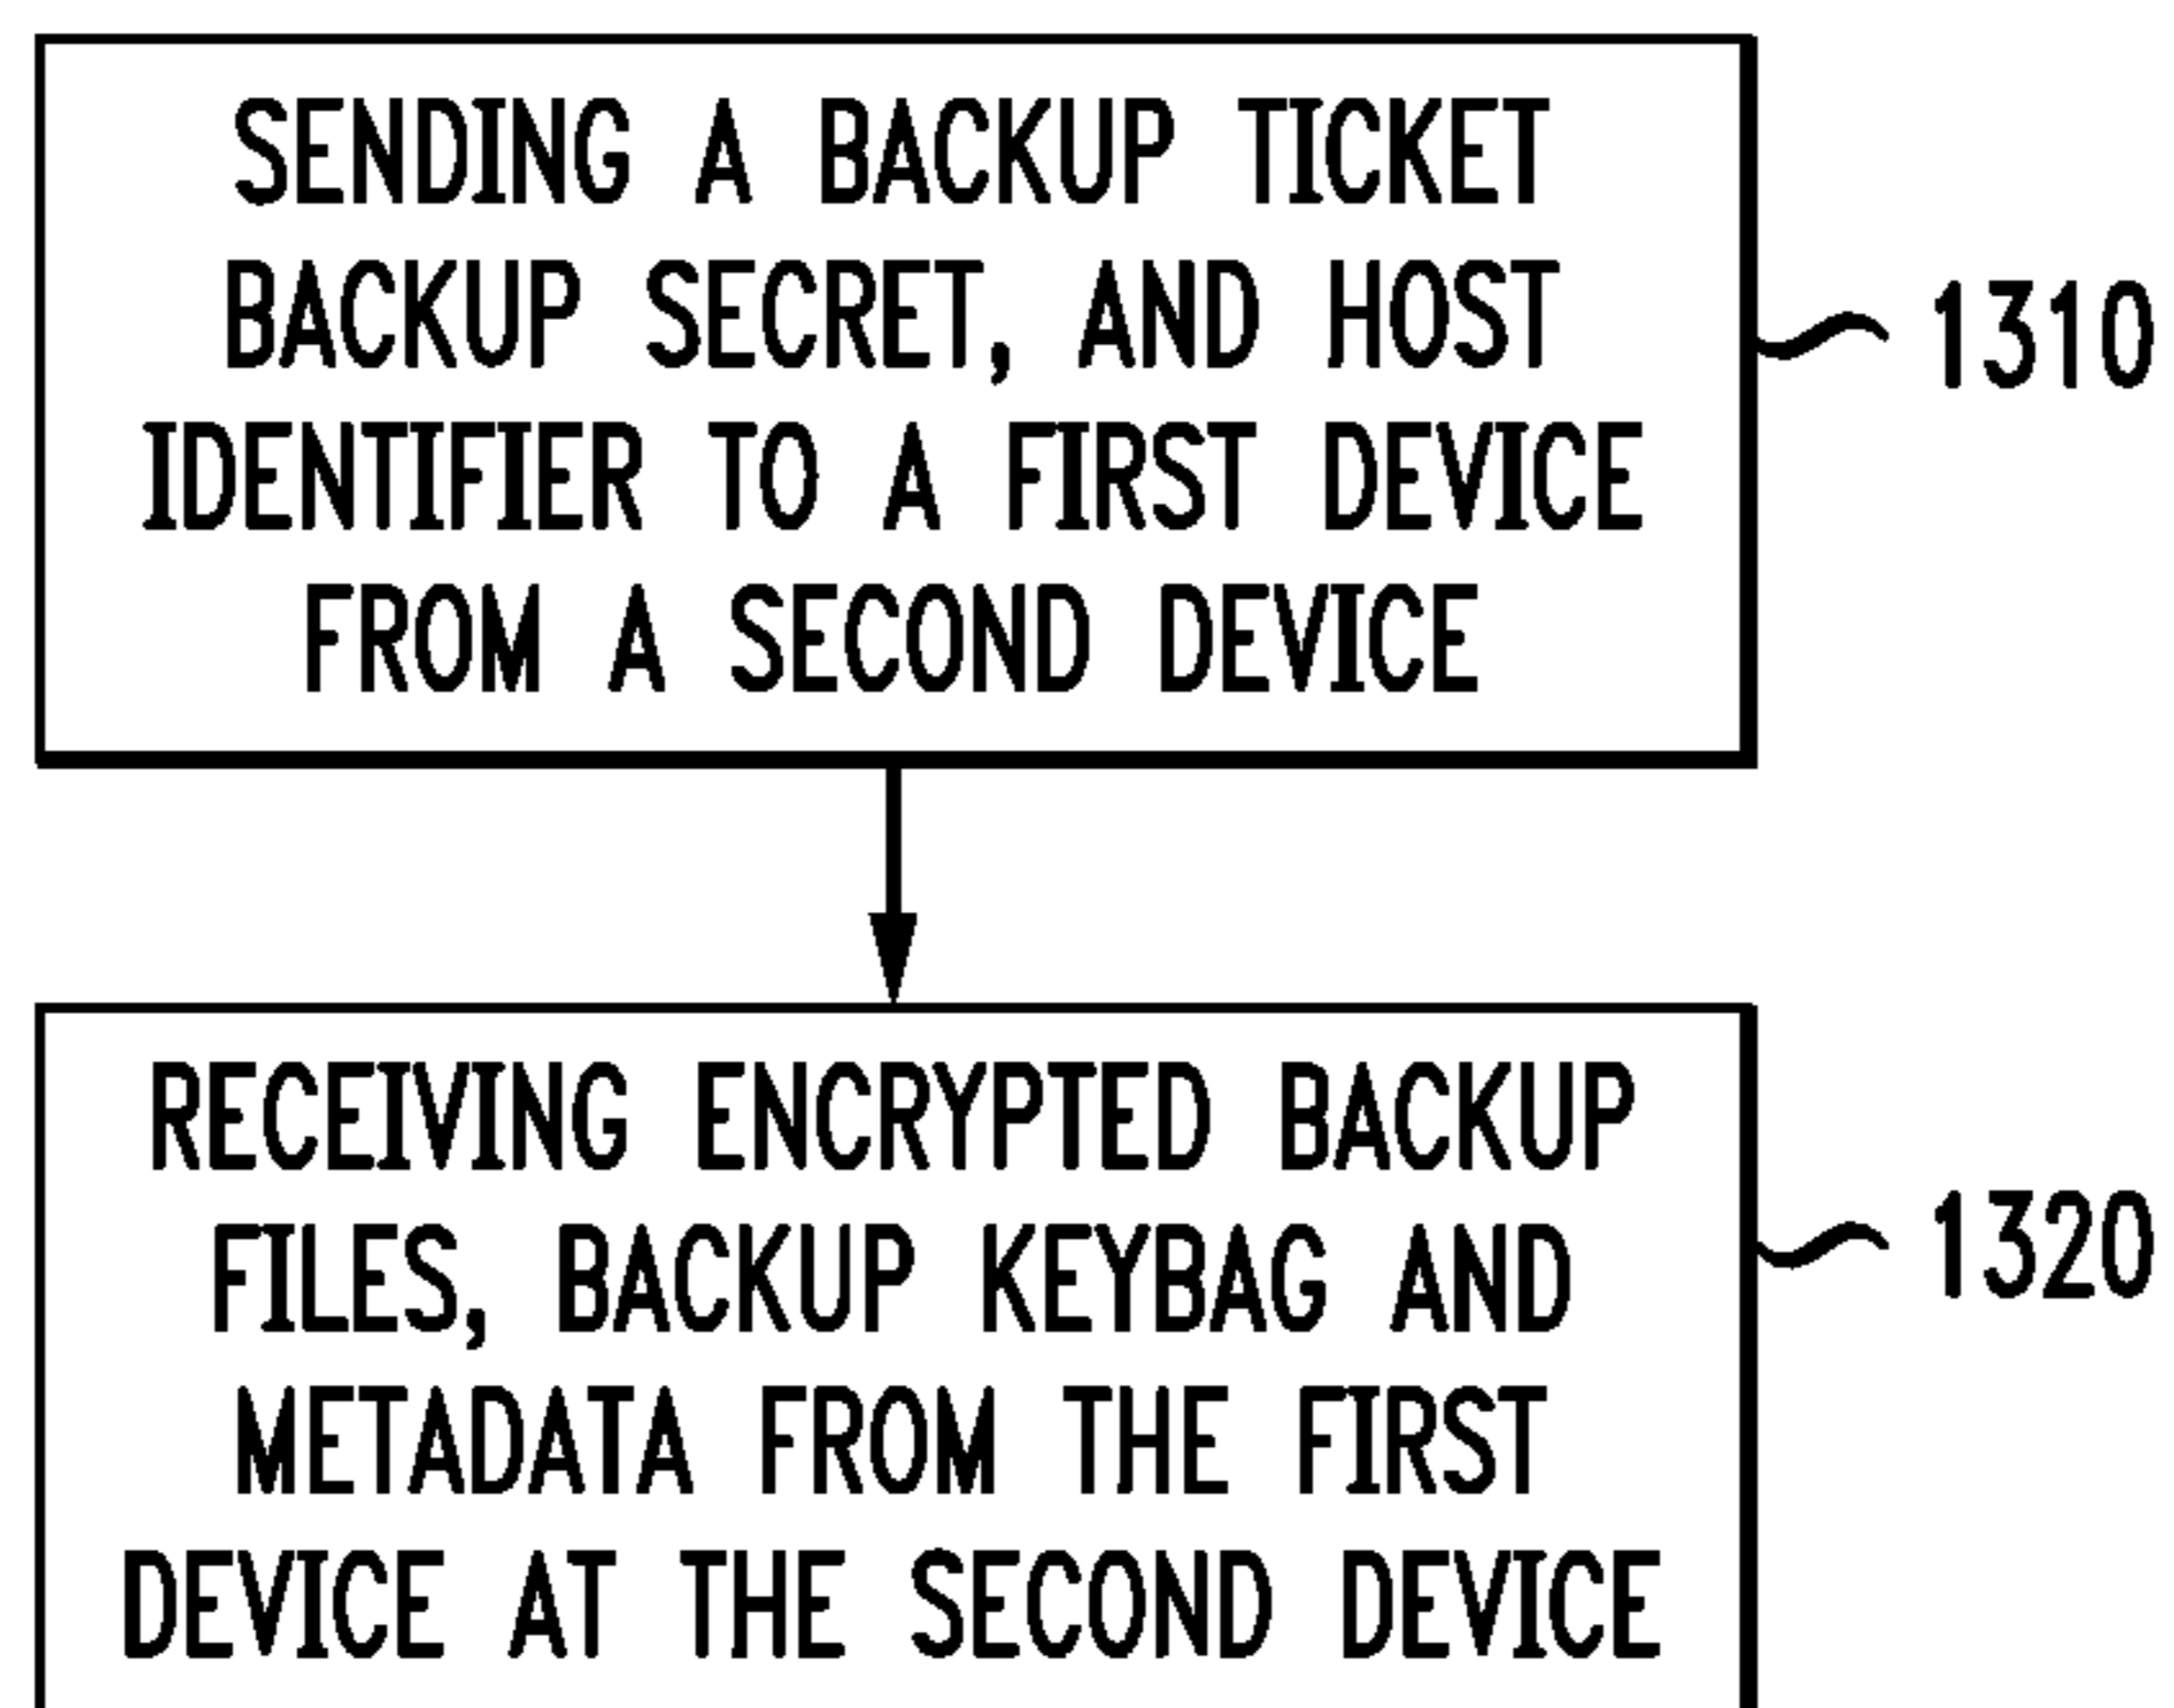 SENDING A BACKUP TICKET
BACKUP SECRET, AND HOST
IDENTIFIER TO A FIRST DEVICE
FROM A SECOND DEVICE
1310
RECEIVING ENCRYPTED BACKUP
FILES, BACKUP KEYBAG AND
METADATA FROM THE FIRST
DEVICE AT THE SECOND DEVICE
1320